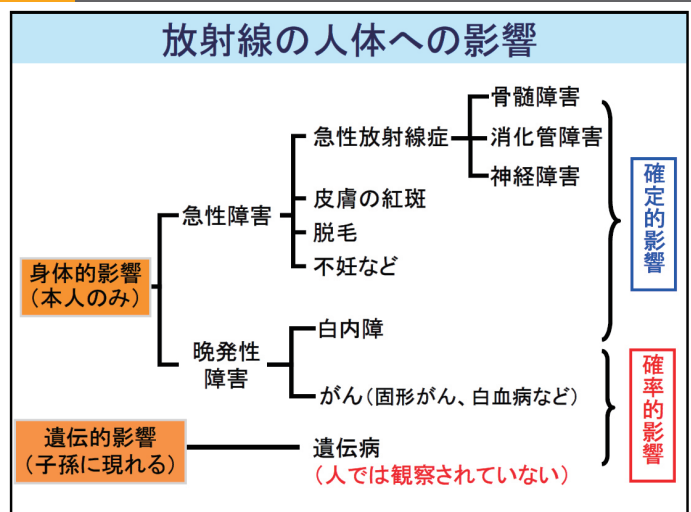 放射線の人体への影響
骨髄障害
急性放射線症
消化管障害
神経障害
急性障害
皮膚の紅斑
脱毛
不妊など
確定的影響
身体的影響
（本人のみ）
晩発性
障害
白内障
がん（固形がん、白血病など）
確率的影響
遺伝的影響
（子孫に現れる）
遺伝病
（人では観察されていない）